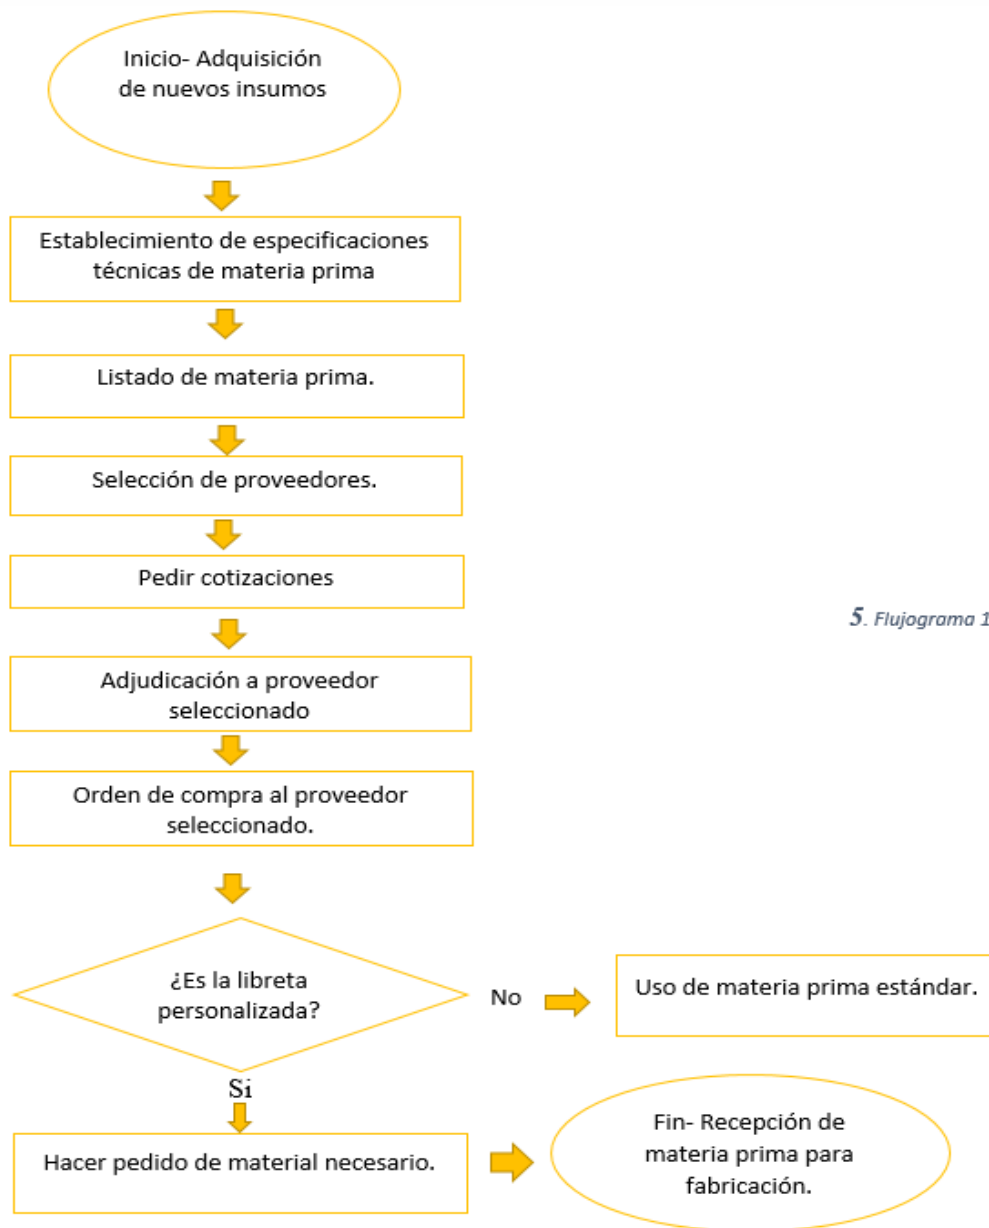 Inicio- Adquisición
de nuevos insumos
Establecimiento de especificaciones
técnicas de materia prima
Listado de materia prima.
Selección de proveedores.
Pedir cotizaciones
5. Flujograma 1
Adjudicación a proveedor
seleccionado
Orden de compra al proveedor
seleccionado.
¿Es la libreta
personalizada?
No
Uso de materia prima estándar.
Si
Hacer pedido de material necesario.
Fin- Recepción de
materia prima para
fabricación.